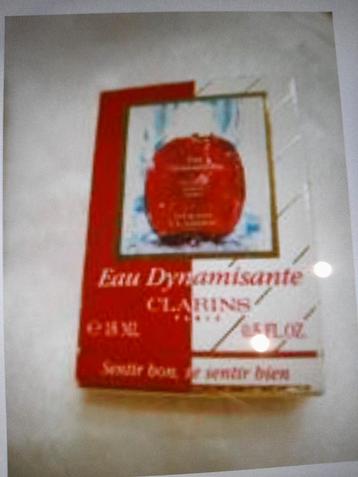 Eau Dynamisante
CLARINS
PARIS
℮ 15 ML. 0.5 FL.OZ.
Sentir bon, se sentir bien